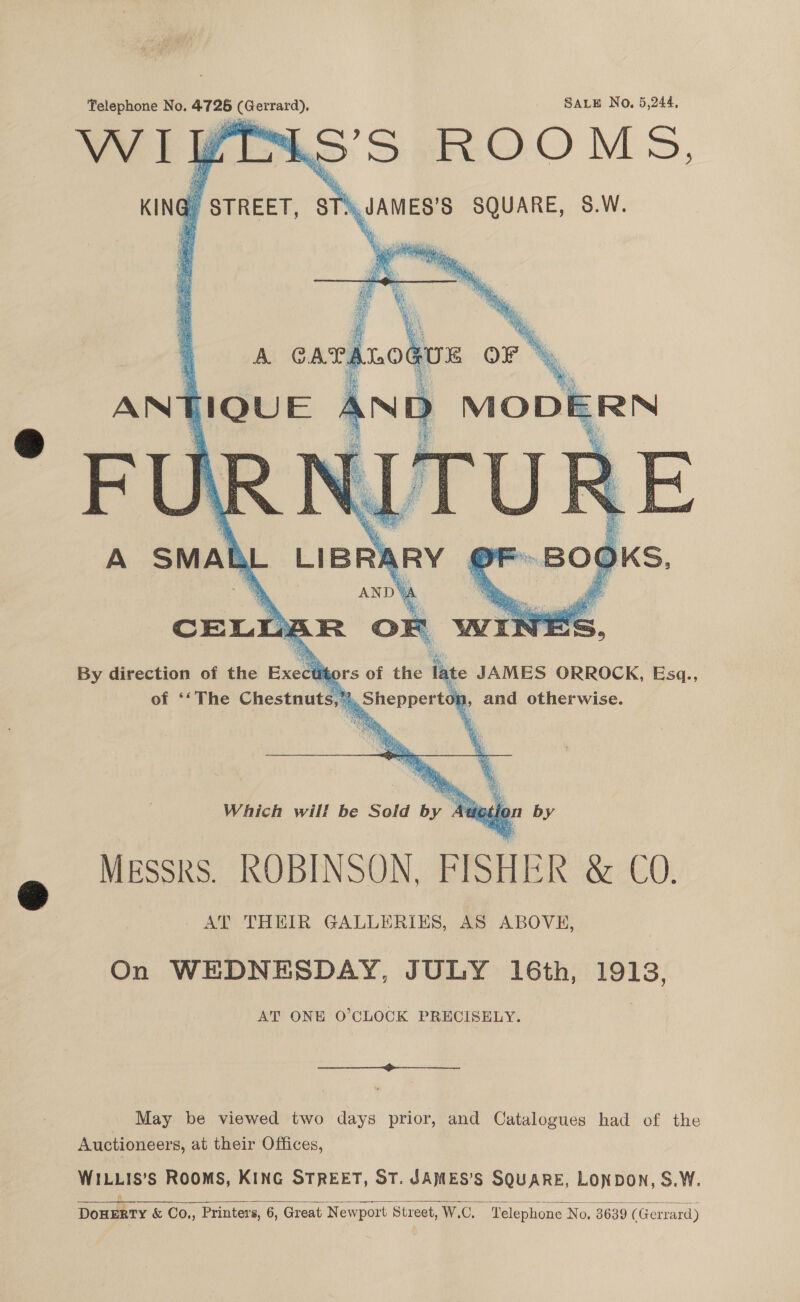 Telephone No. 4725 (Gerrard). SALE No. 5,244.
WILLIS'S ROOMS,
KING STREET, ST. JAMES'S SQUARE, S.W.
A CATALOGUE OF
ANTIQUE AND MODERN
FURNITURE
A SMALL LIBRARY OF BOOKS,
AND A
CELLAR OF WINES,
By direction of the Executors of the late JAMES ORROCK, Esq.,
of “The Chestnuts,” Shepperton, and otherwise.
Which will be Sold by Auction by
MESSRS. ROBINSON, FISHER & CO.
AT THEIR GALLERIES, AS ABOVE,
On WEDNESDAY, JULY 16th, 1913,
AT ONE O'CLOCK PRECISELY.
May be viewed two days prior, and Catalogues had of the
Auctioneers, at their Offices,
WILLIS'S ROOMS, KING STREET, ST. JAMES'S SQUARE, LONDON, S.W.
DOHERTY & Co., Printers, 6, Great Newport Street, W.C. Telephone No. 3639 (Gerrard)